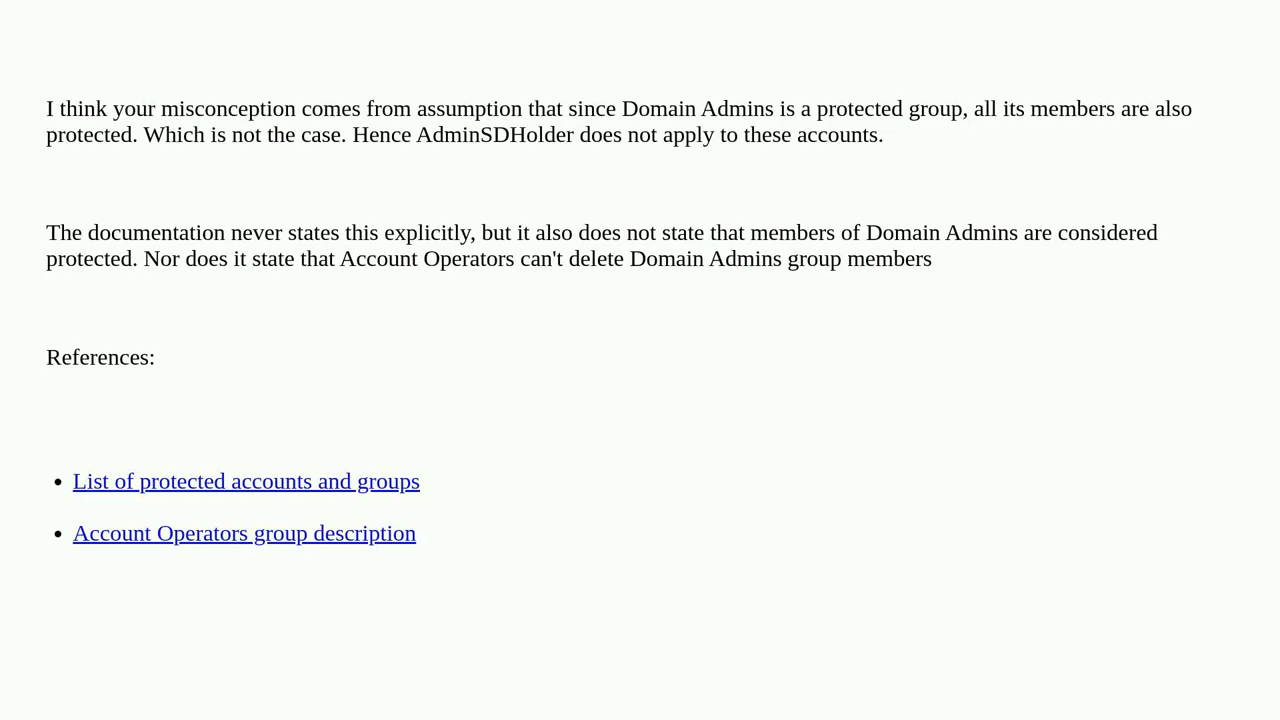 I think your misconception comes from assumption that since Domain Admins is a protected group, all its members are also
protected. Which is not the case. Hence AdminSDHolder does not apply to these accounts.
The documentation never states this explicitly, but it also does not state that members of Domain Admins are considered
protected. Nor does it state that Account Operators can't delete Domain Admins group members
References:
• List of protected accounts and groups
• Account Operators group description